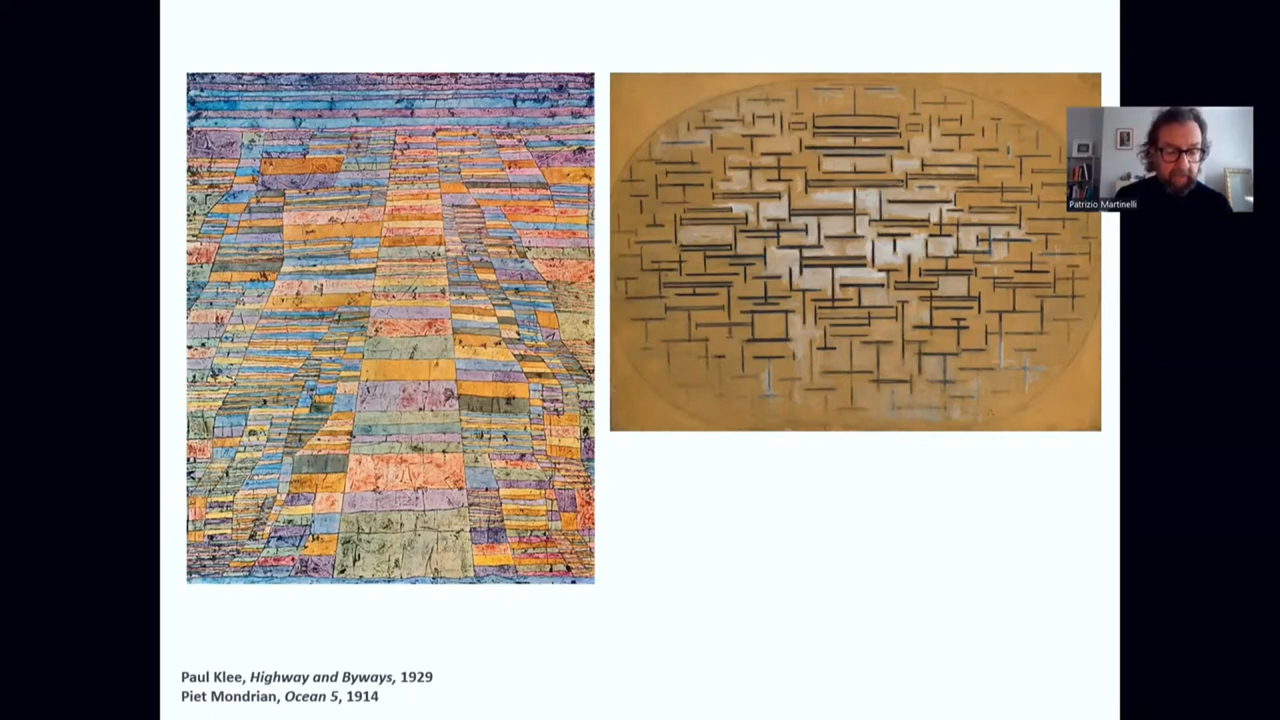 Patrizio Martinelli
Paul Klee, Highway and Byways, 1929
Piet Mondrian, Ocean 5, 1914